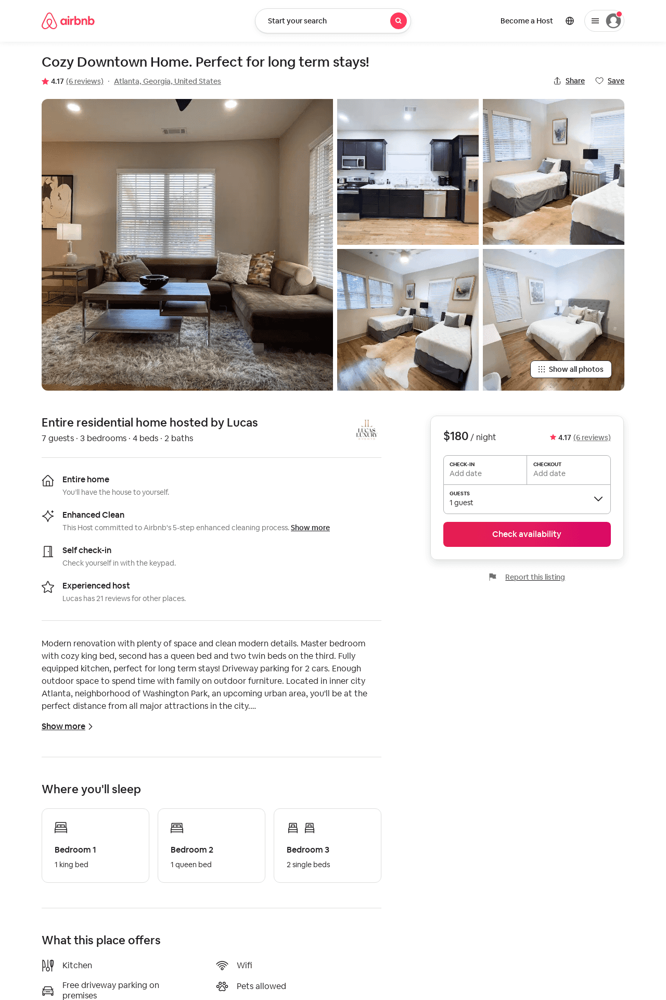 airbnb
Start your search
Become a Host
Cozy Downtown Home. Perfect for long term stays!
4.17 (6 reviews) · Atlanta, Georgia, United States
Share
Save
Show all photos
Entire residential home hosted by Lucas
7 guests · 3 bedrooms · 4 beds · 2 baths
LUCAS
LUXURY
EVENTS
$180 / night
4.17 (6 reviews)
CHECK-IN
Add date
CHECKOUT
Add date
GUESTS
1 guest
Check availability
Report this listing
Entire home
You’ll have the house to yourself.
Enhanced Clean
This Host committed to Airbnb's 5-step enhanced cleaning process. Show more
Self check-in
Check yourself in with the keypad.
Experienced host
Lucas has 21 reviews for other places.
Modern renovation with plenty of space and clean modern details. Master bedroom
with cozy king bed, second has a queen bed and two twin beds on the third. Fully
equipped kitchen, perfect for long term stays! Driveway parking for 2 cars. Enough
outdoor space to spend time with family on outdoor furniture. Located in inner city
Atlanta, neighborhood of Washington Park, an upcoming urban area, you'll be at the
perfect distance from all major attractions in the city.…
Show more
Where you'll sleep
Bedroom 1
1 king bed
Bedroom 2
1 queen bed
Bedroom 3
2 single beds
What this place offers
Kitchen
Wifi
Free driveway parking on
premises
Pets allowed